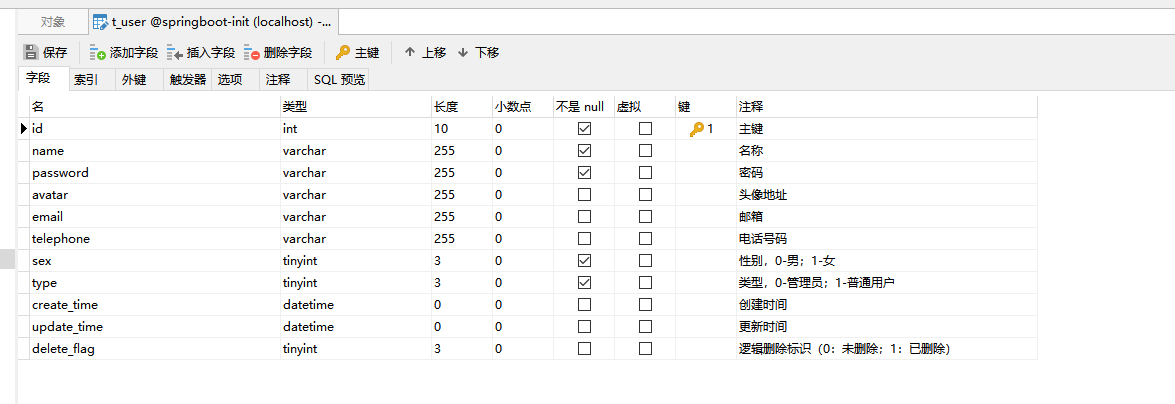 对象 t_user @springboot-init (localhost) -...
保存 添加字段 插入字段 删除字段 主键 上移 下移
字段 索引 外键 触发器 选项 注释 SQL 预览
名 类型 长度 小数点 不是 null 虚拟 键 注释
id int 10 0 1 主键
name varchar 255 0 名称
password varchar 255 0 密码
avatar varchar 255 0 头像地址
email varchar 255 0 邮箱
telephone varchar 255 0 电话号码
sex tinyint 3 0 性别，0-男；1-女
type tinyint 3 0 类型，0-管理员；1-普通用户
create_time datetime 0 0 创建时间
update_time datetime 0 0 更新时间
delete_flag tinyint 3 0 逻辑删除标识（0：未删除；1：已删除）